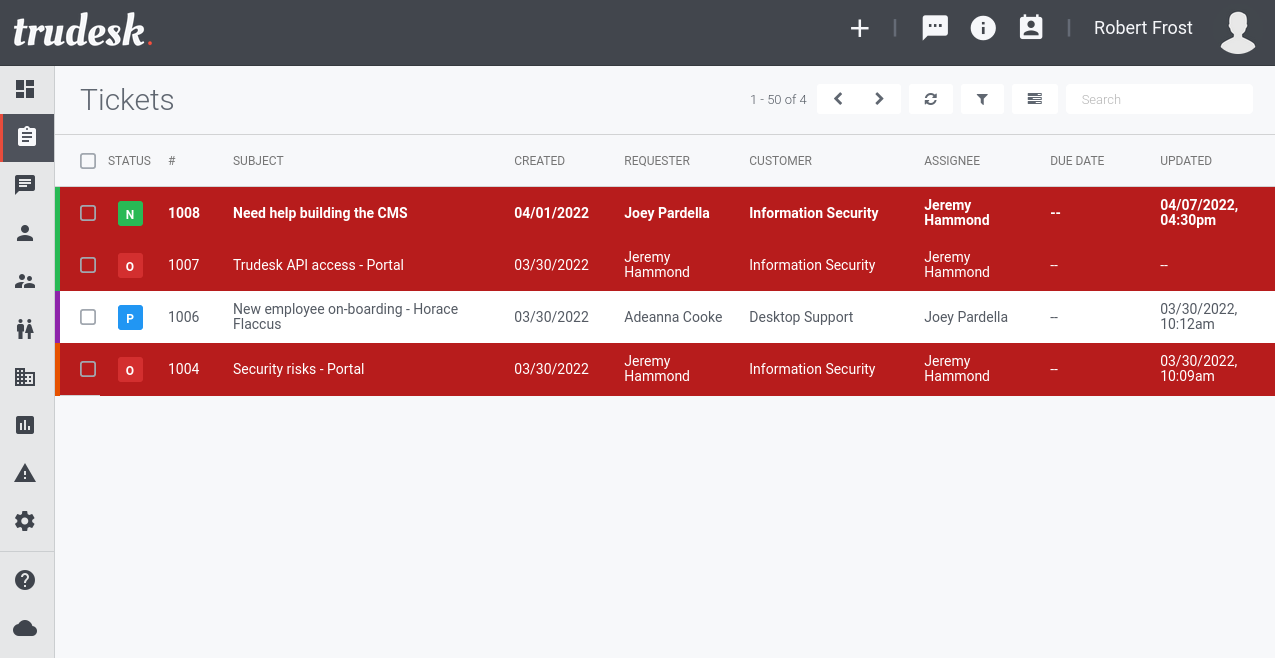 trudesk.
Robert Frost
Tickets
1 - 50 of 4
Search
STATUS # SUBJECT CREATED REQUESTER CUSTOMER ASSIGNEE DUE DATE UPDATED
N 1008 Need help building the CMS 04/01/2022 Joey Pardella Information Security Jeremy Hammond -- 04/07/2022, 04:30pm
O 1007 Trudesk API access - Portal 03/30/2022 Jeremy Hammond Information Security Jeremy Hammond -- --
P 1006 New employee on-boarding - Horace Flaccus 03/30/2022 Adeanna Cooke Desktop Support Joey Pardella -- 03/30/2022, 10:12am
O 1004 Security risks - Portal 03/30/2022 Jeremy Hammond Information Security Jeremy Hammond -- 03/30/2022, 10:09am